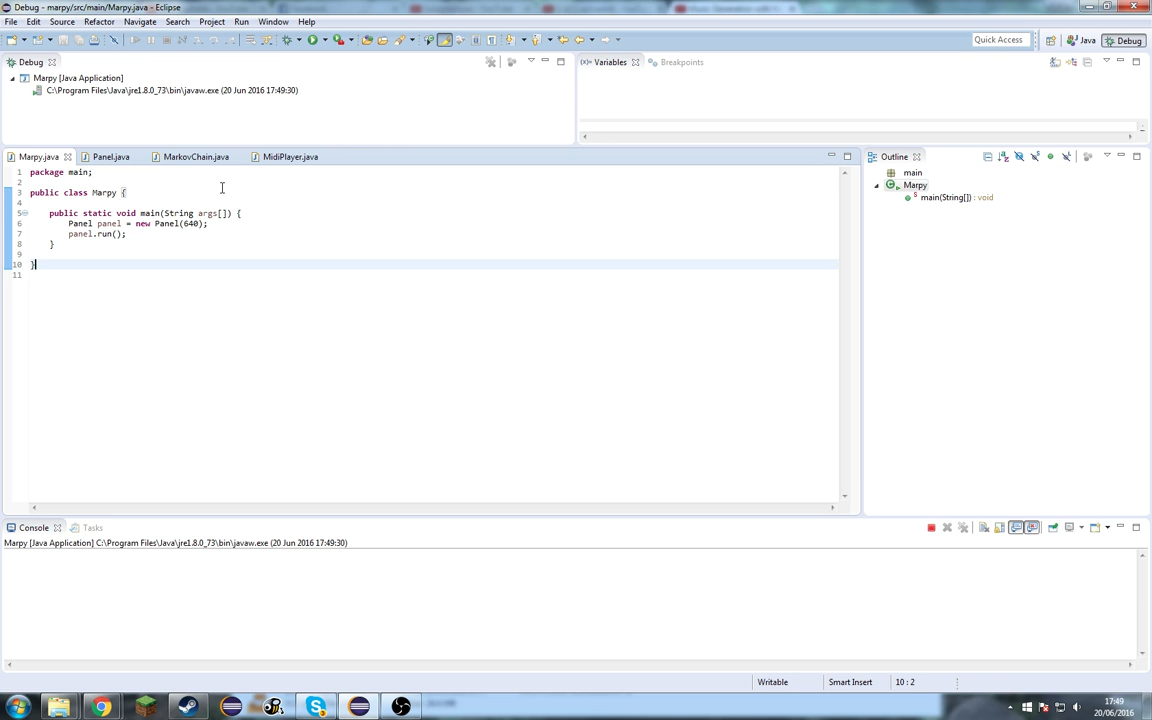 Debug - marpy/src/main/Marpy.java - Eclipse
File Edit Source Refactor Navigate Search Project Run Window Help
Quick Access Java Debug
Debug
Marpy [Java Application]
C:\Program Files\Java\jre1.8.0_73\bin\javaw.exe (20 Jun 2016 17:49:30)
(x)= Variables Breakpoints
Marpy.java Panel.java MarkovChain.java MidiPlayer.java
1 package main;
2
3 public class Marpy {
4
5 public static void main(String args[]) {
6 Panel panel = new Panel(640);
7 panel.run();
8 }
9
10 }
11
Outline
main
Marpy
main(String[]) : void
Console Tasks
Marpy [Java Application] C:\Program Files\Java\jre1.8.0_73\bin\javaw.exe (20 Jun 2016 17:49:30)
Writable Smart Insert 10 : 2
17:49
20/06/2016